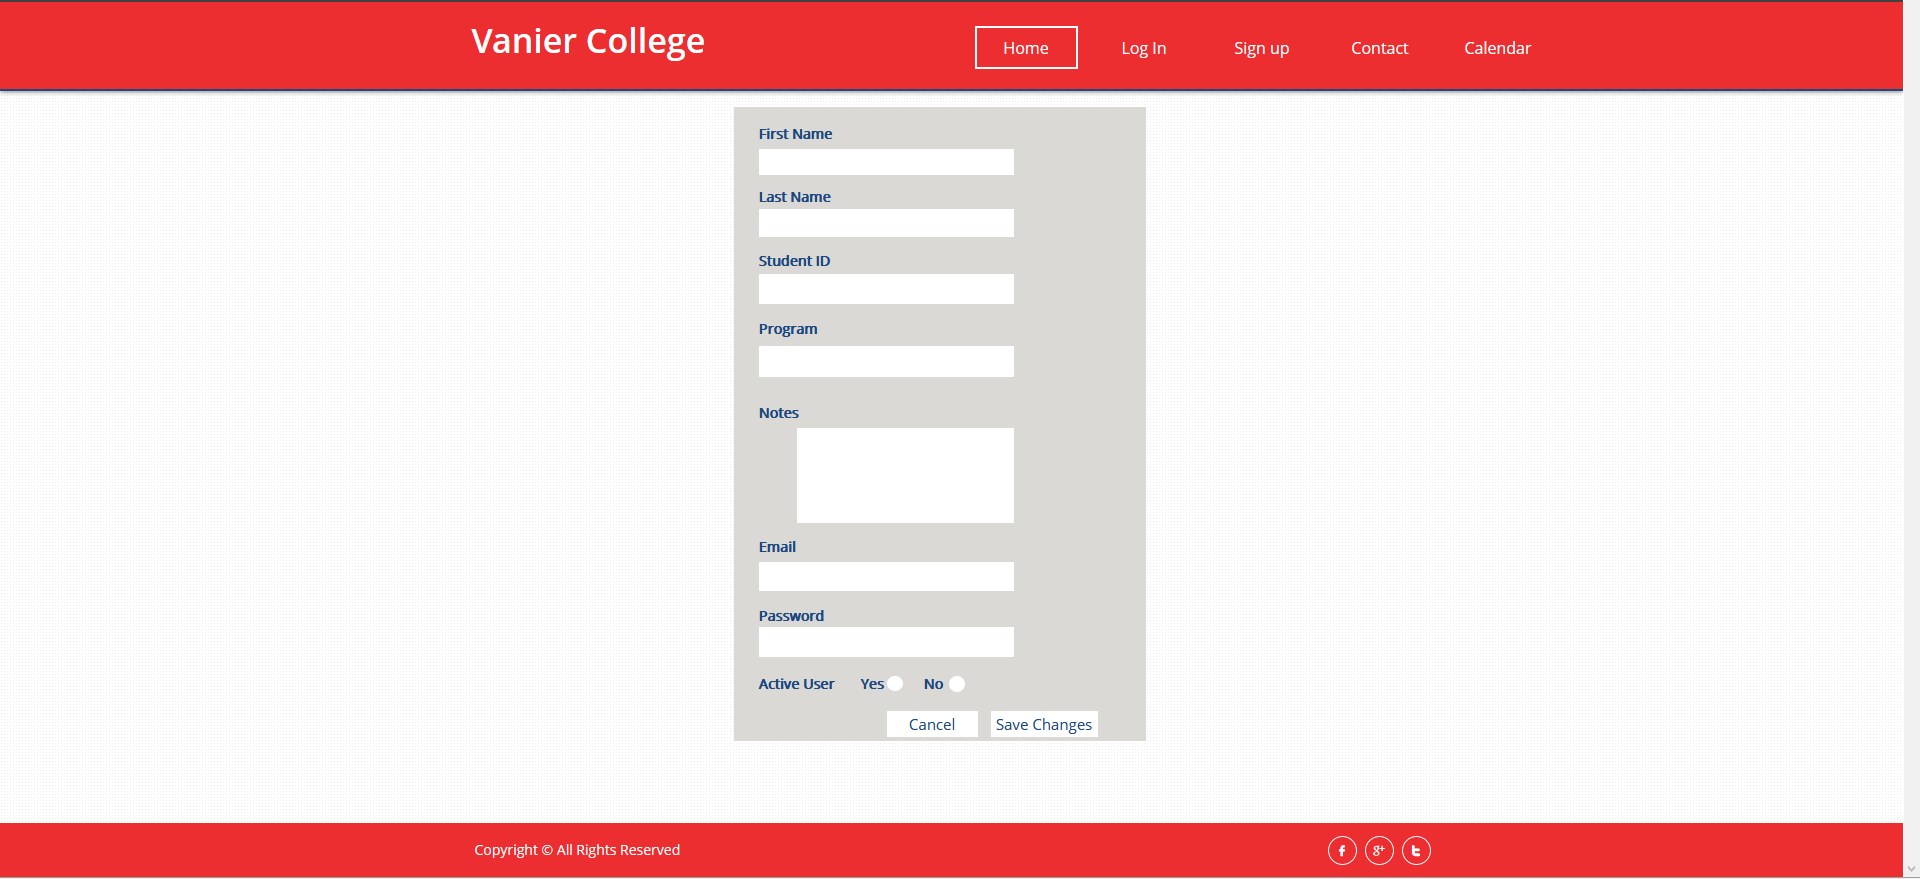 Vanier College
Home Log In Sign up Contact Calendar
First Name
Last Name
Student ID
Program
Notes
Email
Password
Active User Yes No
Cancel Save Changes
Copyright © All Rights Reserved